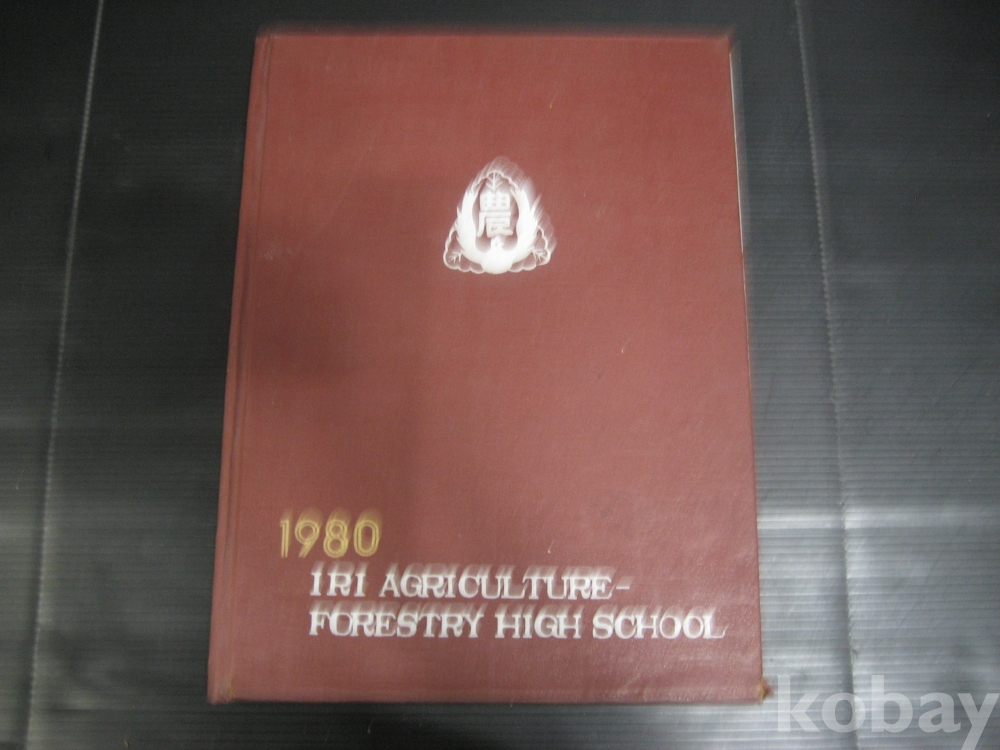 農
1980
IRI AGRICULTURE-
FORESTRY HIGH SCHOOL
kobay